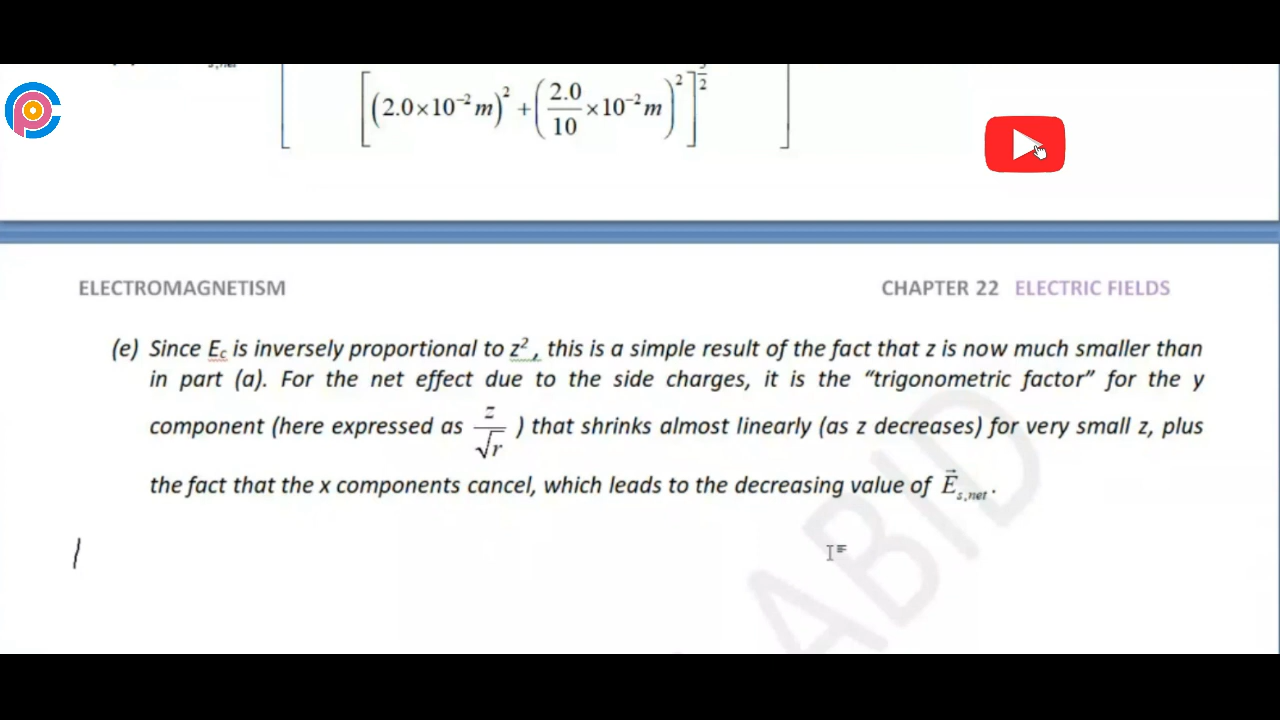 s,net
[(2.0×10⁻² m)² + (2.0/10 ×10⁻² m)²]^{3/2}
ELECTROMAGNETISM CHAPTER 22 ELECTRIC FIELDS
(e) Since E_c is inversely proportional to z², this is a simple result of the fact that z is now much smaller than
in part (a). For the net effect due to the side charges, it is the “trigonometric factor” for the y
component (here expressed as z/√r ) that shrinks almost linearly (as z decreases) for very small z, plus
the fact that the x components cancel, which leads to the decreasing value of E⃗_{s,net}.
ABID